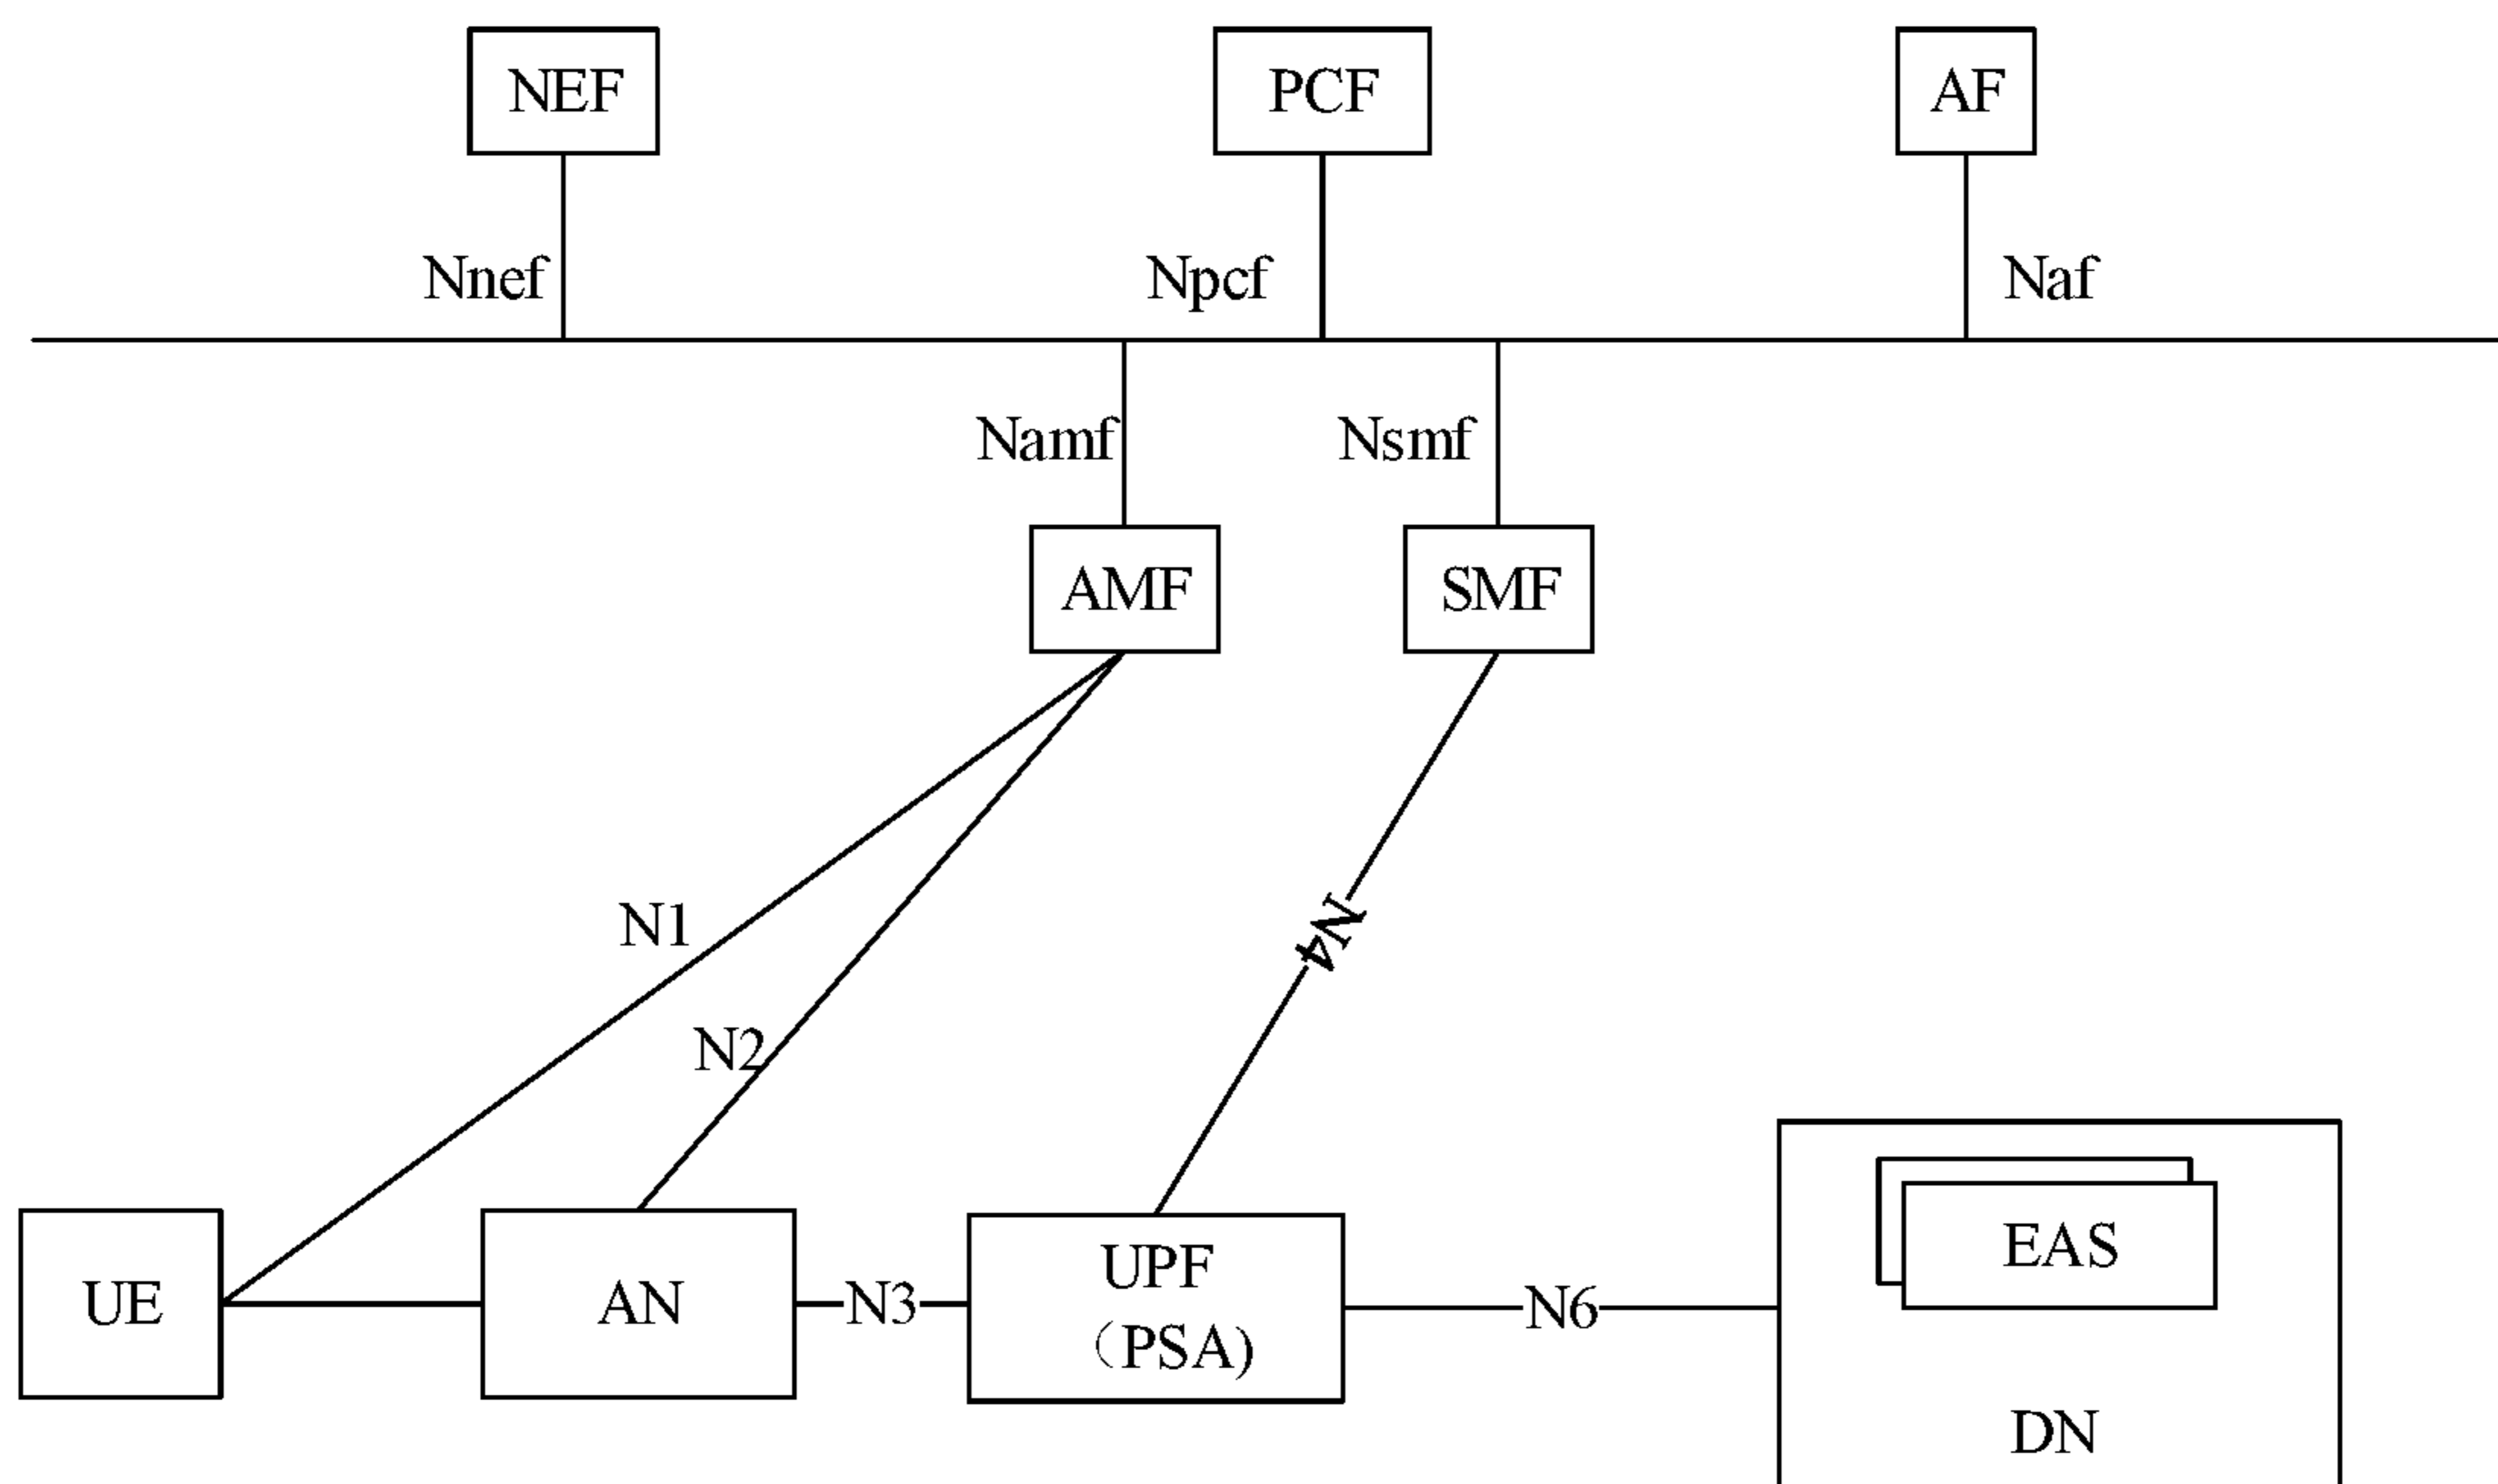 NEF
PCF
AF
Nnef
Npcf
Naf
Namf
Nsmf
AMF
SMF
N1
N4
N2
UE
AN
N3
UPF
（PSA)
N6
EAS
DN